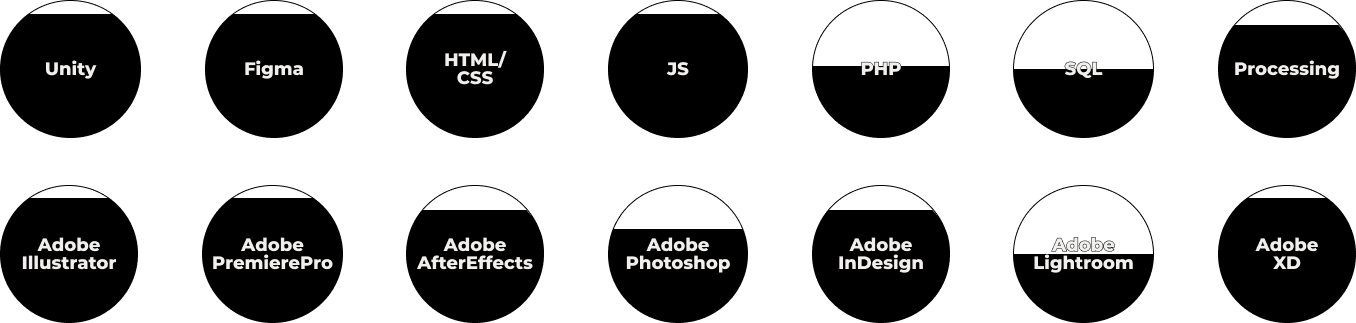 Unity
Figma
HTML/
CSS
JS
PHP
SQL
Processing
Adobe
Illustrator
Adobe
PremierePro
Adobe
AfterEffects
Adobe
Photoshop
Adobe
InDesign
Adobe
Lightroom
Adobe
XD